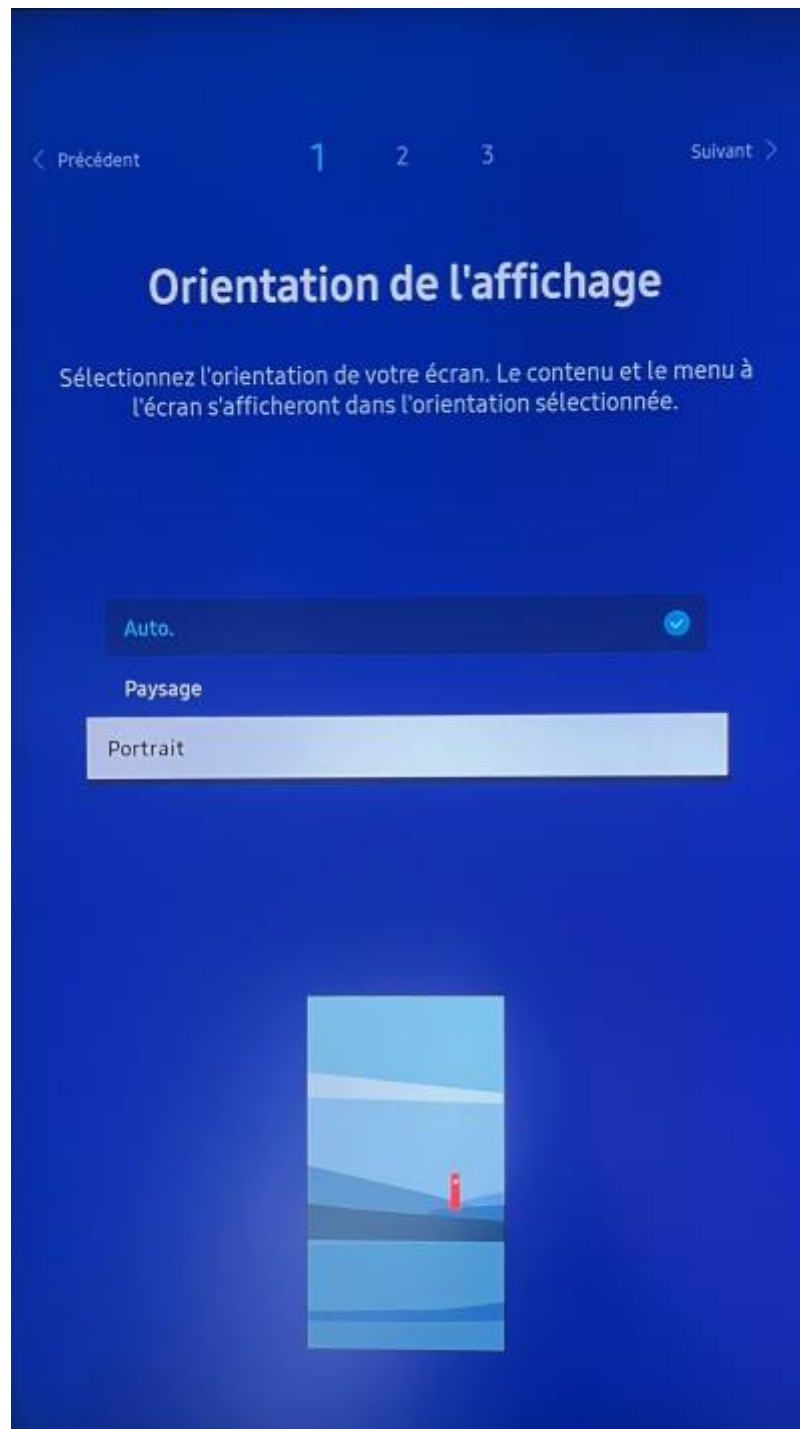 Précédent
1
2
3
Suivant
Orientation de l'affichage
Sélectionnez l'orientation de votre écran. Le contenu et le menu à
l'écran s'afficheront dans l'orientation sélectionnée.
Auto.
Paysage
Portrait